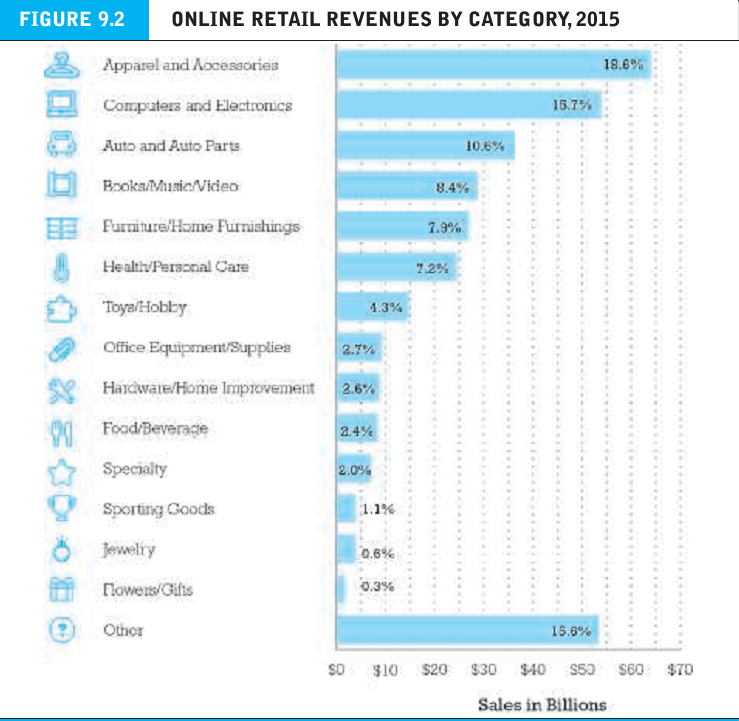 FIGURE 9.2 ONLINE RETAIL REVENUES BY CATEGORY, 2015
Apparel and Accessories 18.6%
Computers and Electronics 15.7%
Auto and Auto Parts 10.6%
Books/Music/Video 8.4%
Furniture/Home Furnishings 7.9%
Health/Personal Care 7.2%
Toys/Hobby 4.3%
Office Equipment/Supplies 2.7%
Hardware/Home Improvement 2.6%
Food/Beverage 2.4%
Specialty 2.0%
Sporting Goods 1.1%
Jewelry 0.6%
Flowers/Gifts 0.3%
Other 15.6%
$0 $10 $20 $30 $40 $50 $60 $70
Sales in Billions